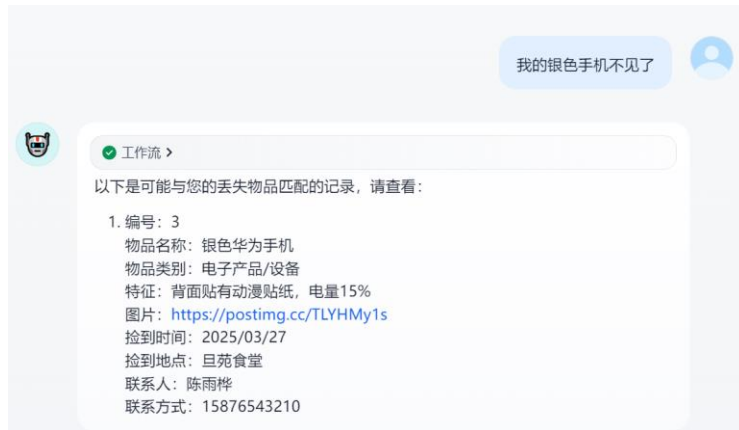 我的银色手机不见了
工作流 >
以下是可能与您的丢失物品匹配的记录，请查看：
1. 编号：3
物品名称：银色华为手机
物品类别：电子产品/设备
特征：背面贴有动漫贴纸，电量15%
图片：https://postimg.cc/TLYHMy1s
捡到时间：2025/03/27
捡到地点：旦苑食堂
联系人：陈雨桦
联系方式：15876543210